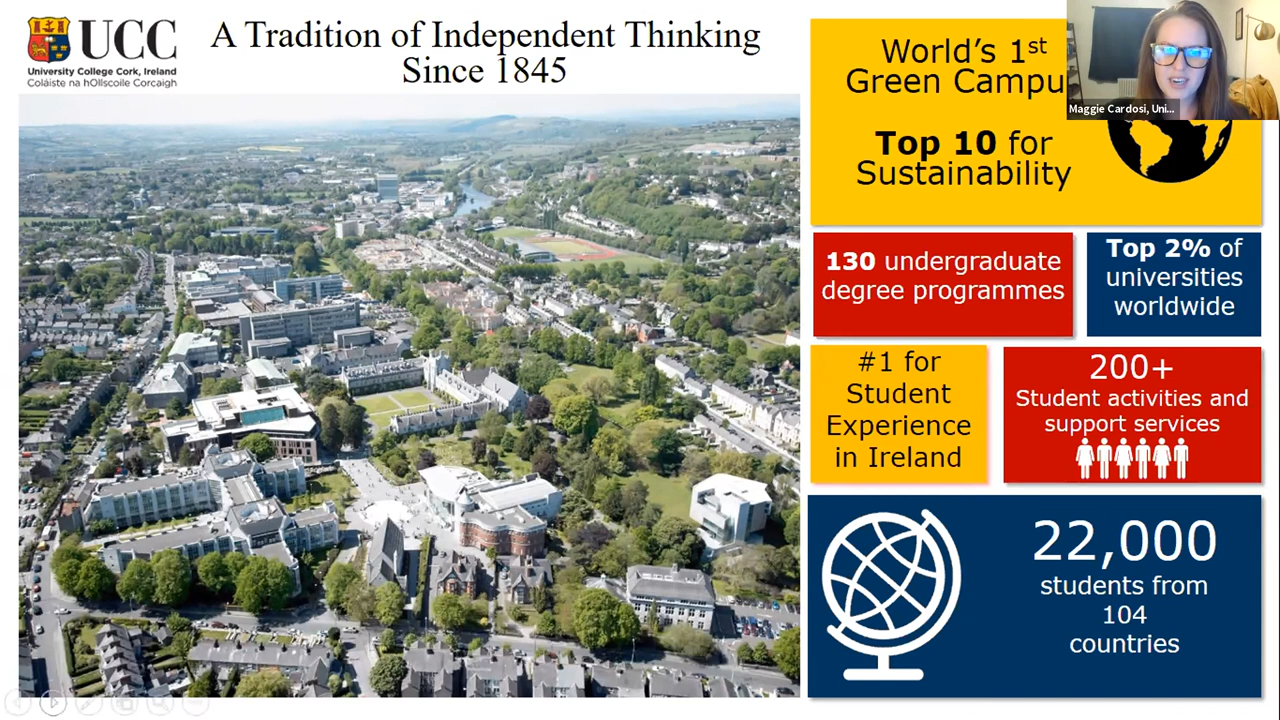 UCC
University College Cork, Ireland
Coláiste na hOllscoile Corcaigh
A Tradition of Independent Thinking
Since 1845
World's 1st
Green Campu
Top 10 for
Sustainability
Maggie Cardosi, Uni...
130 undergraduate
degree programmes
Top 2% of
universities
worldwide
#1 for
Student
Experience
in Ireland
200+
Student activities and
support services
22,000
students from
104
countries